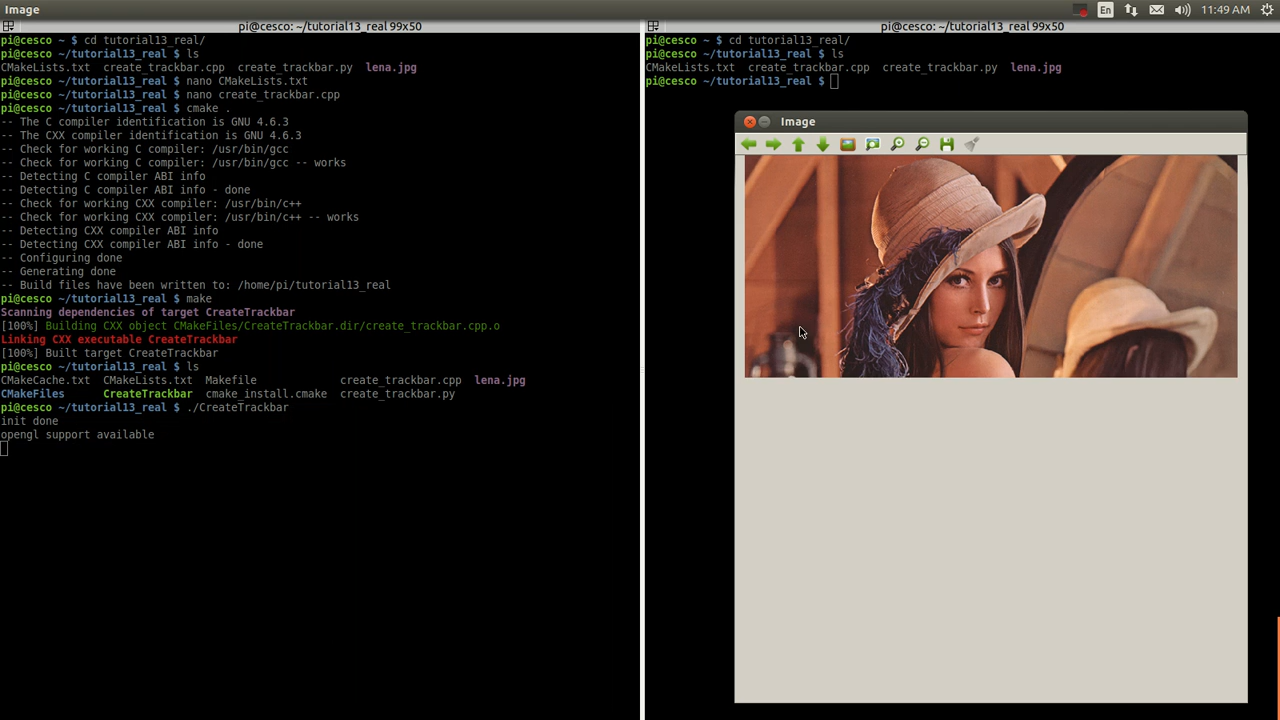 Image
En
11:49 AM
pi@cesco: ~/tutorial13_real 99x50
pi@cesco ~ $ cd tutorial13_real/
pi@cesco ~/tutorial13_real $ ls
CMakeLists.txt create_trackbar.cpp create_trackbar.py lena.jpg
pi@cesco ~/tutorial13_real $ nano CMakeLists.txt
pi@cesco ~/tutorial13_real $ nano create_trackbar.cpp
pi@cesco ~/tutorial13_real $ cmake .
-- The C compiler identification is GNU 4.6.3
-- The CXX compiler identification is GNU 4.6.3
-- Check for working C compiler: /usr/bin/gcc
-- Check for working C compiler: /usr/bin/gcc -- works
-- Detecting C compiler ABI info
-- Detecting C compiler ABI info - done
-- Check for working CXX compiler: /usr/bin/c++
-- Check for working CXX compiler: /usr/bin/c++ -- works
-- Detecting CXX compiler ABI info
-- Detecting CXX compiler ABI info - done
-- Configuring done
-- Generating done
-- Build files have been written to: /home/pi/tutorial13_real
pi@cesco ~/tutorial13_real $ make
Scanning dependencies of target CreateTrackbar
[100%] Building CXX object CMakeFiles/CreateTrackbar.dir/create_trackbar.cpp.o
Linking CXX executable CreateTrackbar
[100%] Built target CreateTrackbar
pi@cesco ~/tutorial13_real $ ls
CMakeCache.txt CMakeLists.txt Makefile create_trackbar.cpp lena.jpg
CMakeFiles CreateTrackbar cmake_install.cmake create_trackbar.py
pi@cesco ~/tutorial13_real $ ./CreateTrackbar
init done
opengl support available
pi@cesco: ~/tutorial13_real 99x50
pi@cesco ~ $ cd tutorial13_real/
pi@cesco ~/tutorial13_real $ ls
CMakeLists.txt create_trackbar.cpp create_trackbar.py lena.jpg
pi@cesco ~/tutorial13_real $
Image